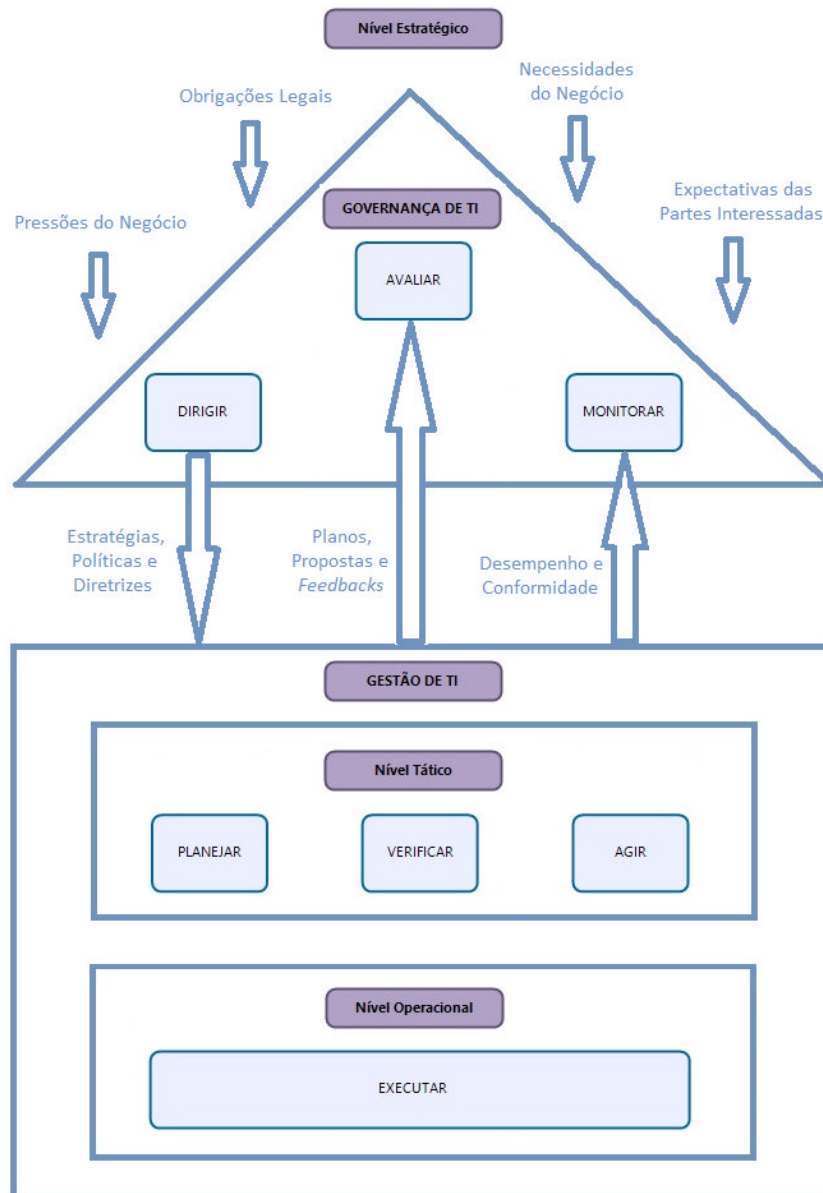 Nível Estratégico
Obrigações Legais
Necessidades
do Negócio
Pressões do Negócio
GOVERNANÇA DE TI
Expectativas das
Partes Interessadas
AVALIAR
DIRIGIR
MONITORAR
Estratégias,
Políticas e
Diretrizes
Planos,
Propostas e
Feedbacks
Desempenho e
Conformidade
GESTÃO DE TI
Nível Tático
PLANEJAR
VERIFICAR
AGIR
Nível Operacional
EXECUTAR